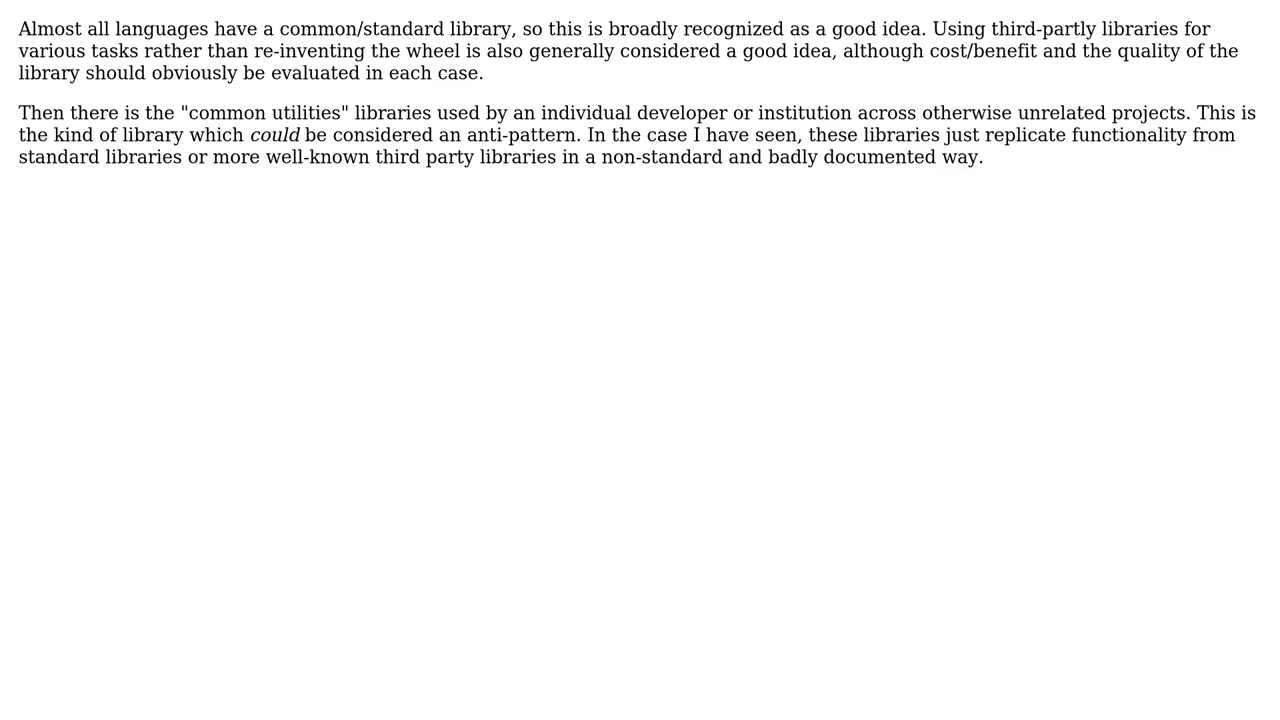 Almost all languages have a common/standard library, so this is broadly recognized as a good idea. Using third-partly libraries for
various tasks rather than re-inventing the wheel is also generally considered a good idea, although cost/benefit and the quality of the
library should obviously be evaluated in each case.
Then there is the "common utilities" libraries used by an individual developer or institution across otherwise unrelated projects. This is
the kind of library which could be considered an anti-pattern. In the case I have seen, these libraries just replicate functionality from
standard libraries or more well-known third party libraries in a non-standard and badly documented way.